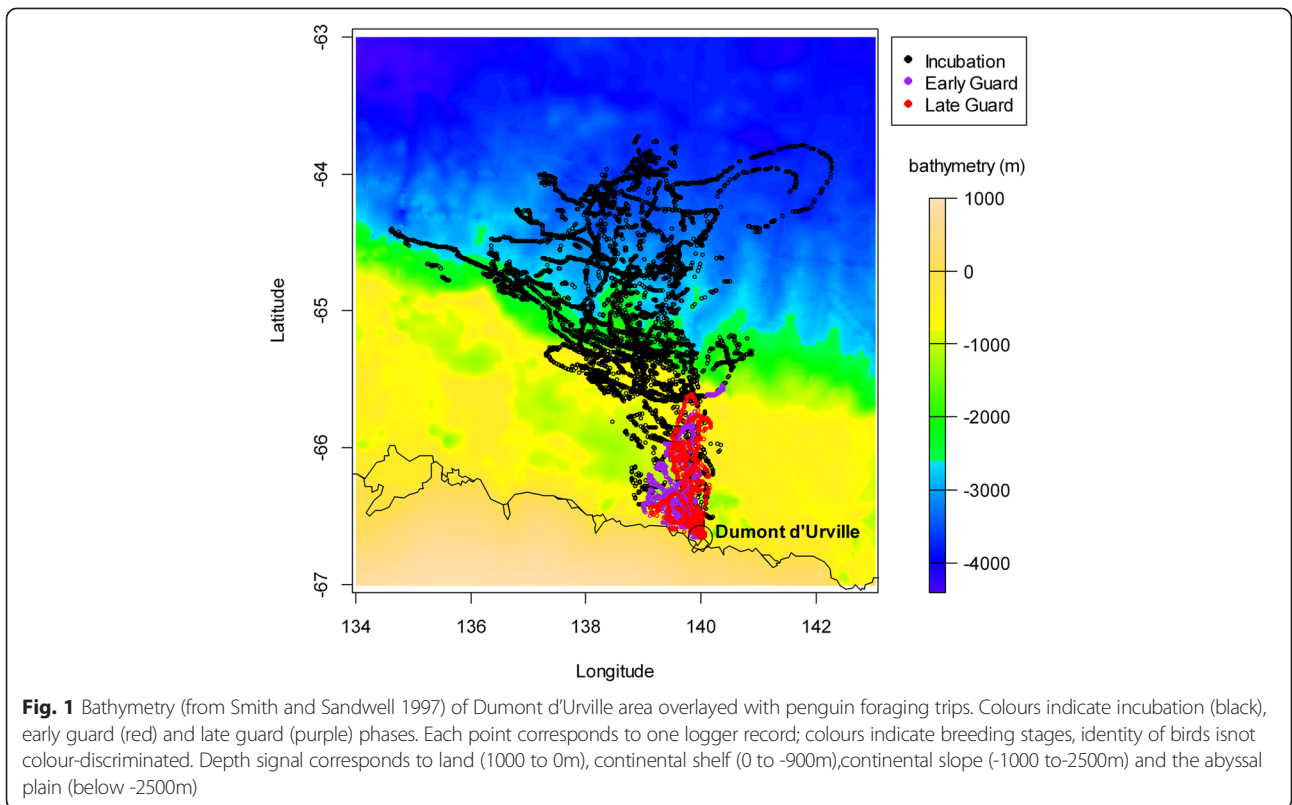 -63
-64
-65
-66
-67
Latitude
134
136
138
140
142
Longitude
Dumont d'Urville
Incubation
Early Guard
Late Guard
bathymetry (m)
1000
0
-1000
-2000
-3000
-4000
Fig. 1 Bathymetry (from Smith and Sandwell 1997) of Dumont d'Urville area overlayed with penguin foraging trips. Colours indicate incubation (black),
early guard (red) and late guard (purple) phases. Each point corresponds to one logger record; colours indicate breeding stages, identity of birds isnot
colour-discriminated. Depth signal corresponds to land (1000 to 0m), continental shelf (0 to -900m),continental slope (-1000 to-2500m) and the abyssal
plain (below -2500m)